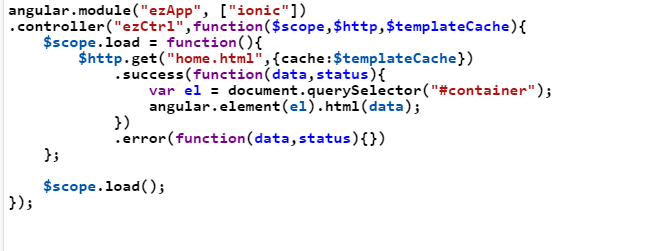 angular.module("ezApp", ["ionic"])
.controller("ezCtrl",function($scope,$http,$templateCache){
    $scope.load = function(){
        $http.get("home.html",{cache:$templateCache})
            .success(function(data,status){
                var el = document.querySelector("#container");
                angular.element(el).html(data);
            })
            .error(function(data,status){})
    };
    $scope.load();
});